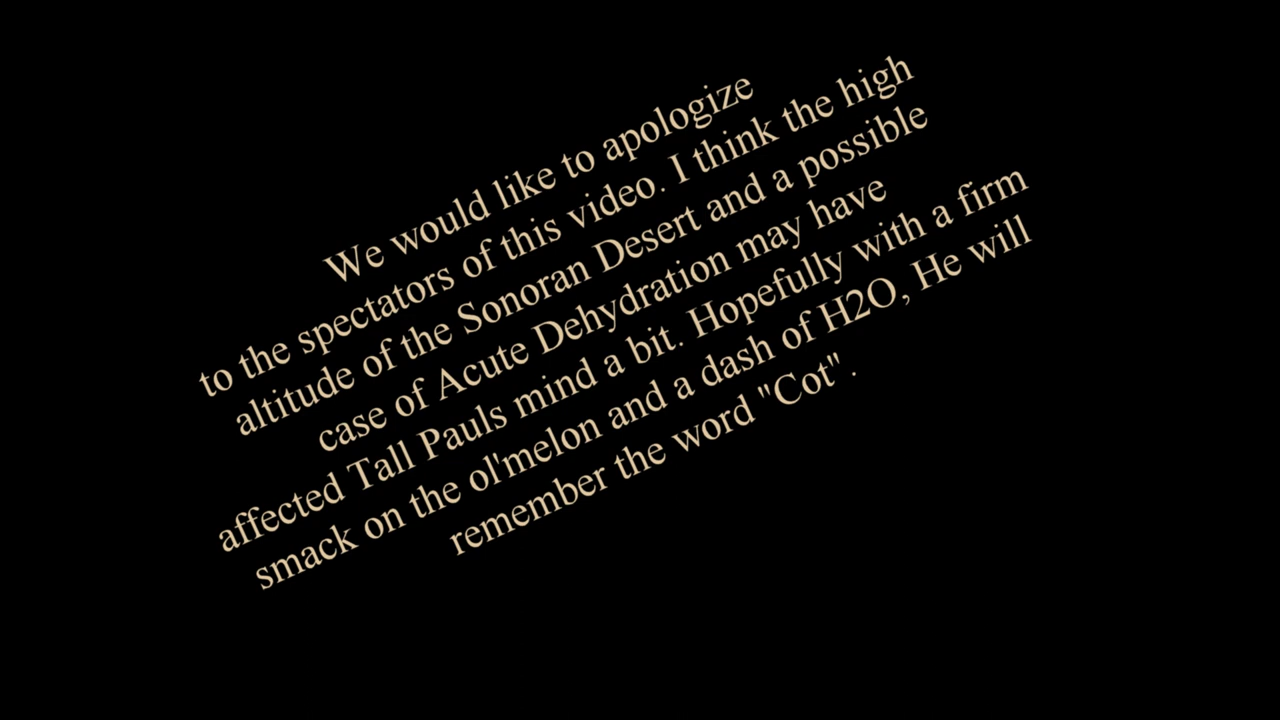 We would like to apologize
to the spectators of this video. I think the high
altitude of the Sonoran Desert and a possible
case of Acute Dehydration may have
affected Tall Pauls mind a bit. Hopefully with a firm
smack on the ol'melon and a dash of H2O, He will
remember the word "Cot".